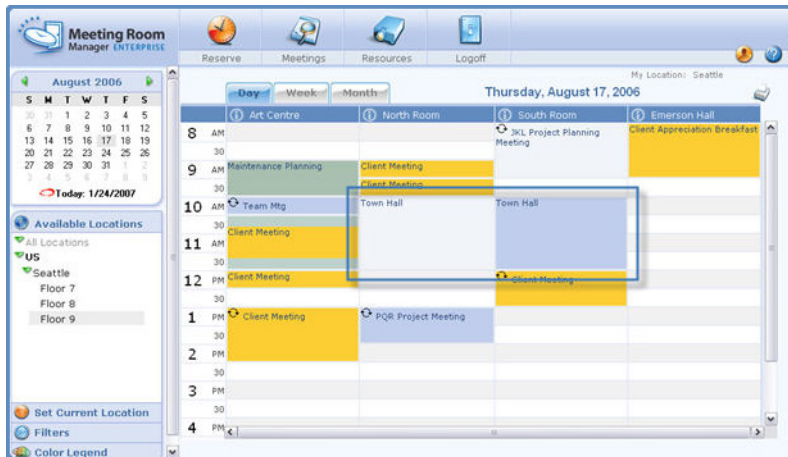 Meeting Room
Manager ENTERPRISE
Reserve Meetings Resources Logoff
My Location: Seattle
August 2006
S M T W T F S
30 31 1 2 3 4 5
6 7 8 9 10 11 12
13 14 15 16 17 18 19
20 21 22 23 24 25 26
27 28 29 30 31 1 2
3 4 5 6 7 8 9
Today: 1/24/2007
Available Locations
All Locations
US
Seattle
Floor 7
Floor 8
Floor 9
Set Current Location
Filters
Color Legend
Day Week Month Thursday, August 17, 2006
Art Centre North Room South Room Emerson Hall
8 AM JKL Project Planning Meeting Client Appreciation Breakfast
30
9 AM Maintenance Planning Client Meeting
30 Client Meeting
10 AM Team Mtg Town Hall Town Hall
30 Client Meeting
11 AM
30
12 PM Client Meeting Client Meeting
30
1 PM Client Meeting PQR Project Meeting
30
2 PM
30
3 PM
30
4 PM